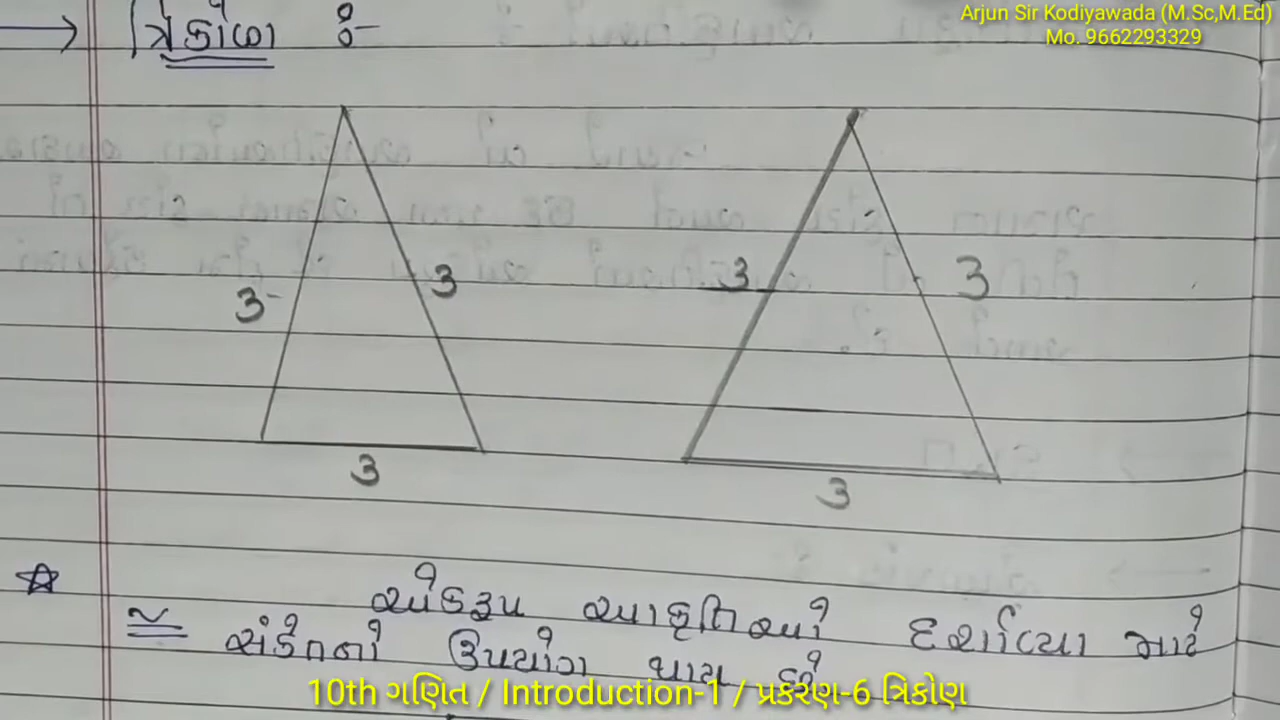 Arjun Sir Kodiyawada (M.Sc,M.Ed)
Mo. 9662293329
→ ત્રિકોણ :-
3 3 3 3
3 3
☆ એકરૂપ આકૃતિઓ દર્શાવવા માટે
≅ સંકેતનો ઉપયોગ થાય છે
10th ગણિત / Introduction-1 / પ્રકરણ-6 ત્રિકોણ